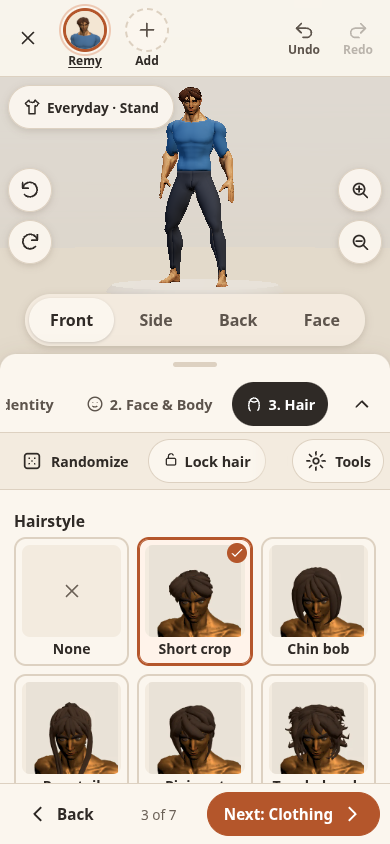 Remy
Add
Undo
Redo
Everyday · Stand
Front
Side
Back
Face
2. Face & Body
3. Hair
Randomize
Lock hair
Tools
Hairstyle
None
Short crop
Chin bob
Back
3 of 7
Next: Clothing